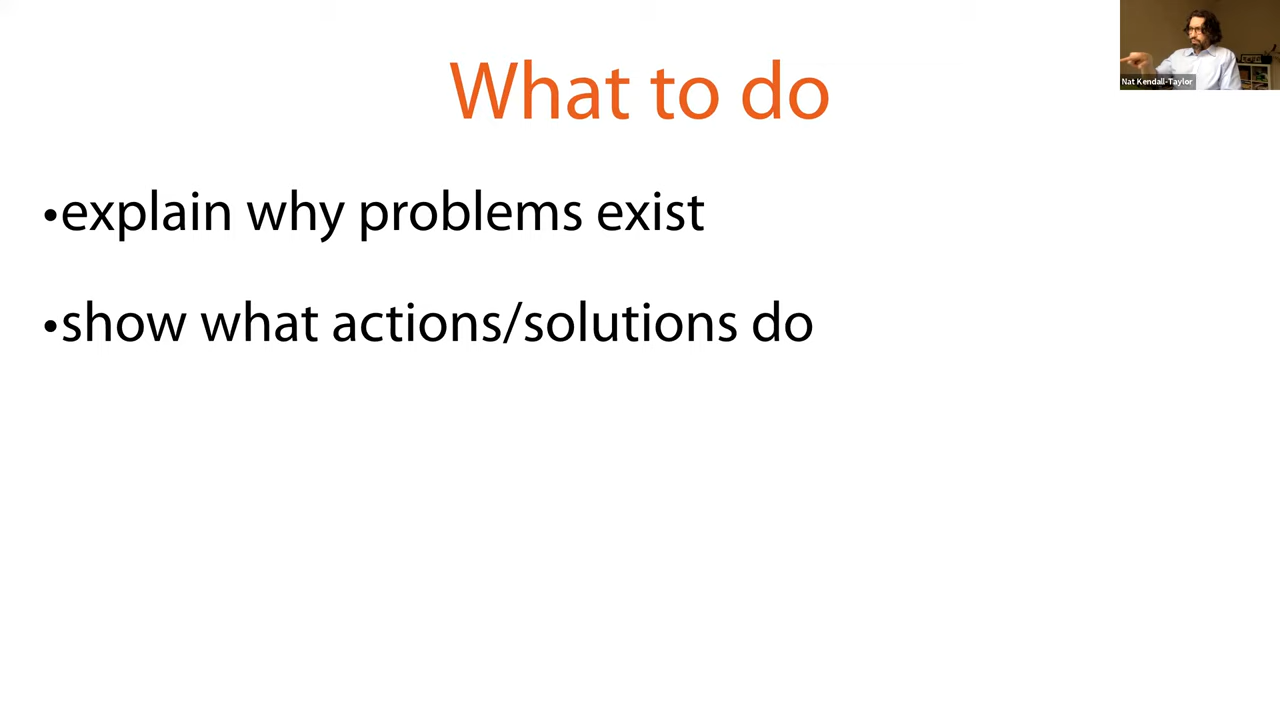 What to do
Nat Kendall-Taylor
•explain why problems exist
•show what actions/solutions do